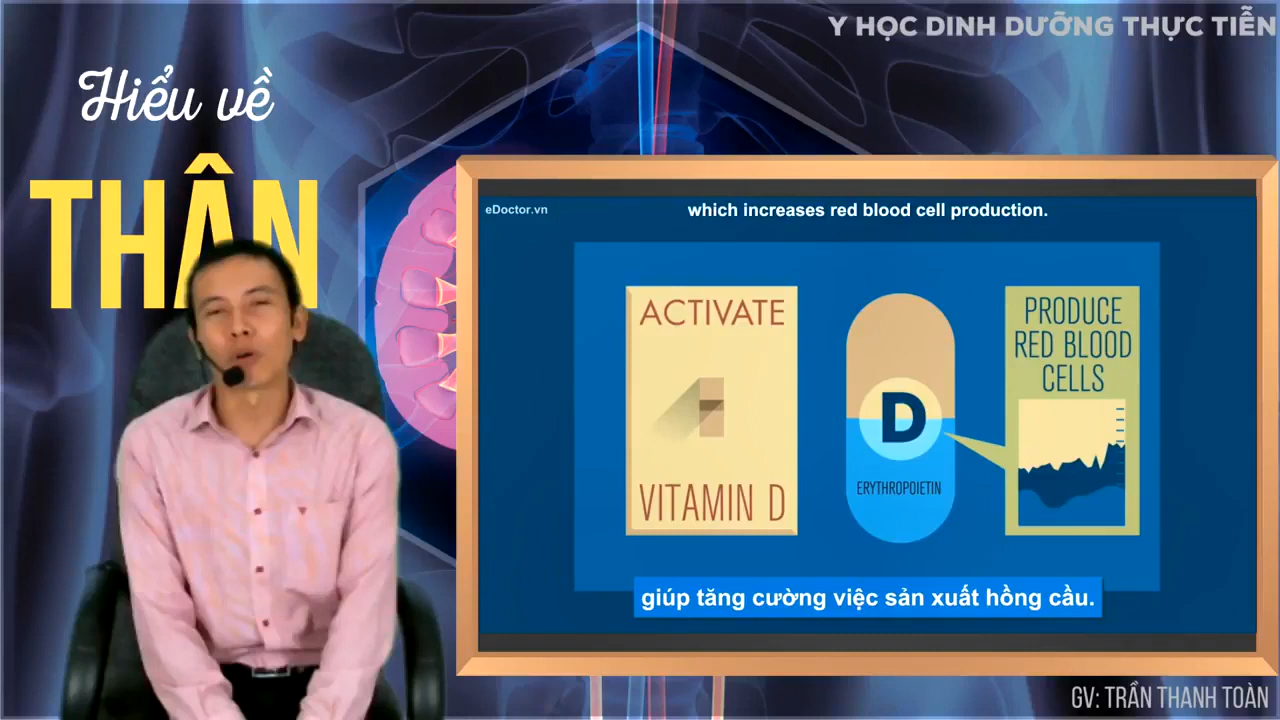 Y HỌC DINH DƯỠNG THỰC TIỄN
Hiểu về
THẬN
eDoctor.vn
which increases red blood cell production.
ACTIVATE
VITAMIN D
D
ERYTHROPOIETIN
PRODUCE
RED BLOOD
CELLS
giúp tăng cường việc sản xuất hồng cầu.
GV: TRẦN THANH TOÀN